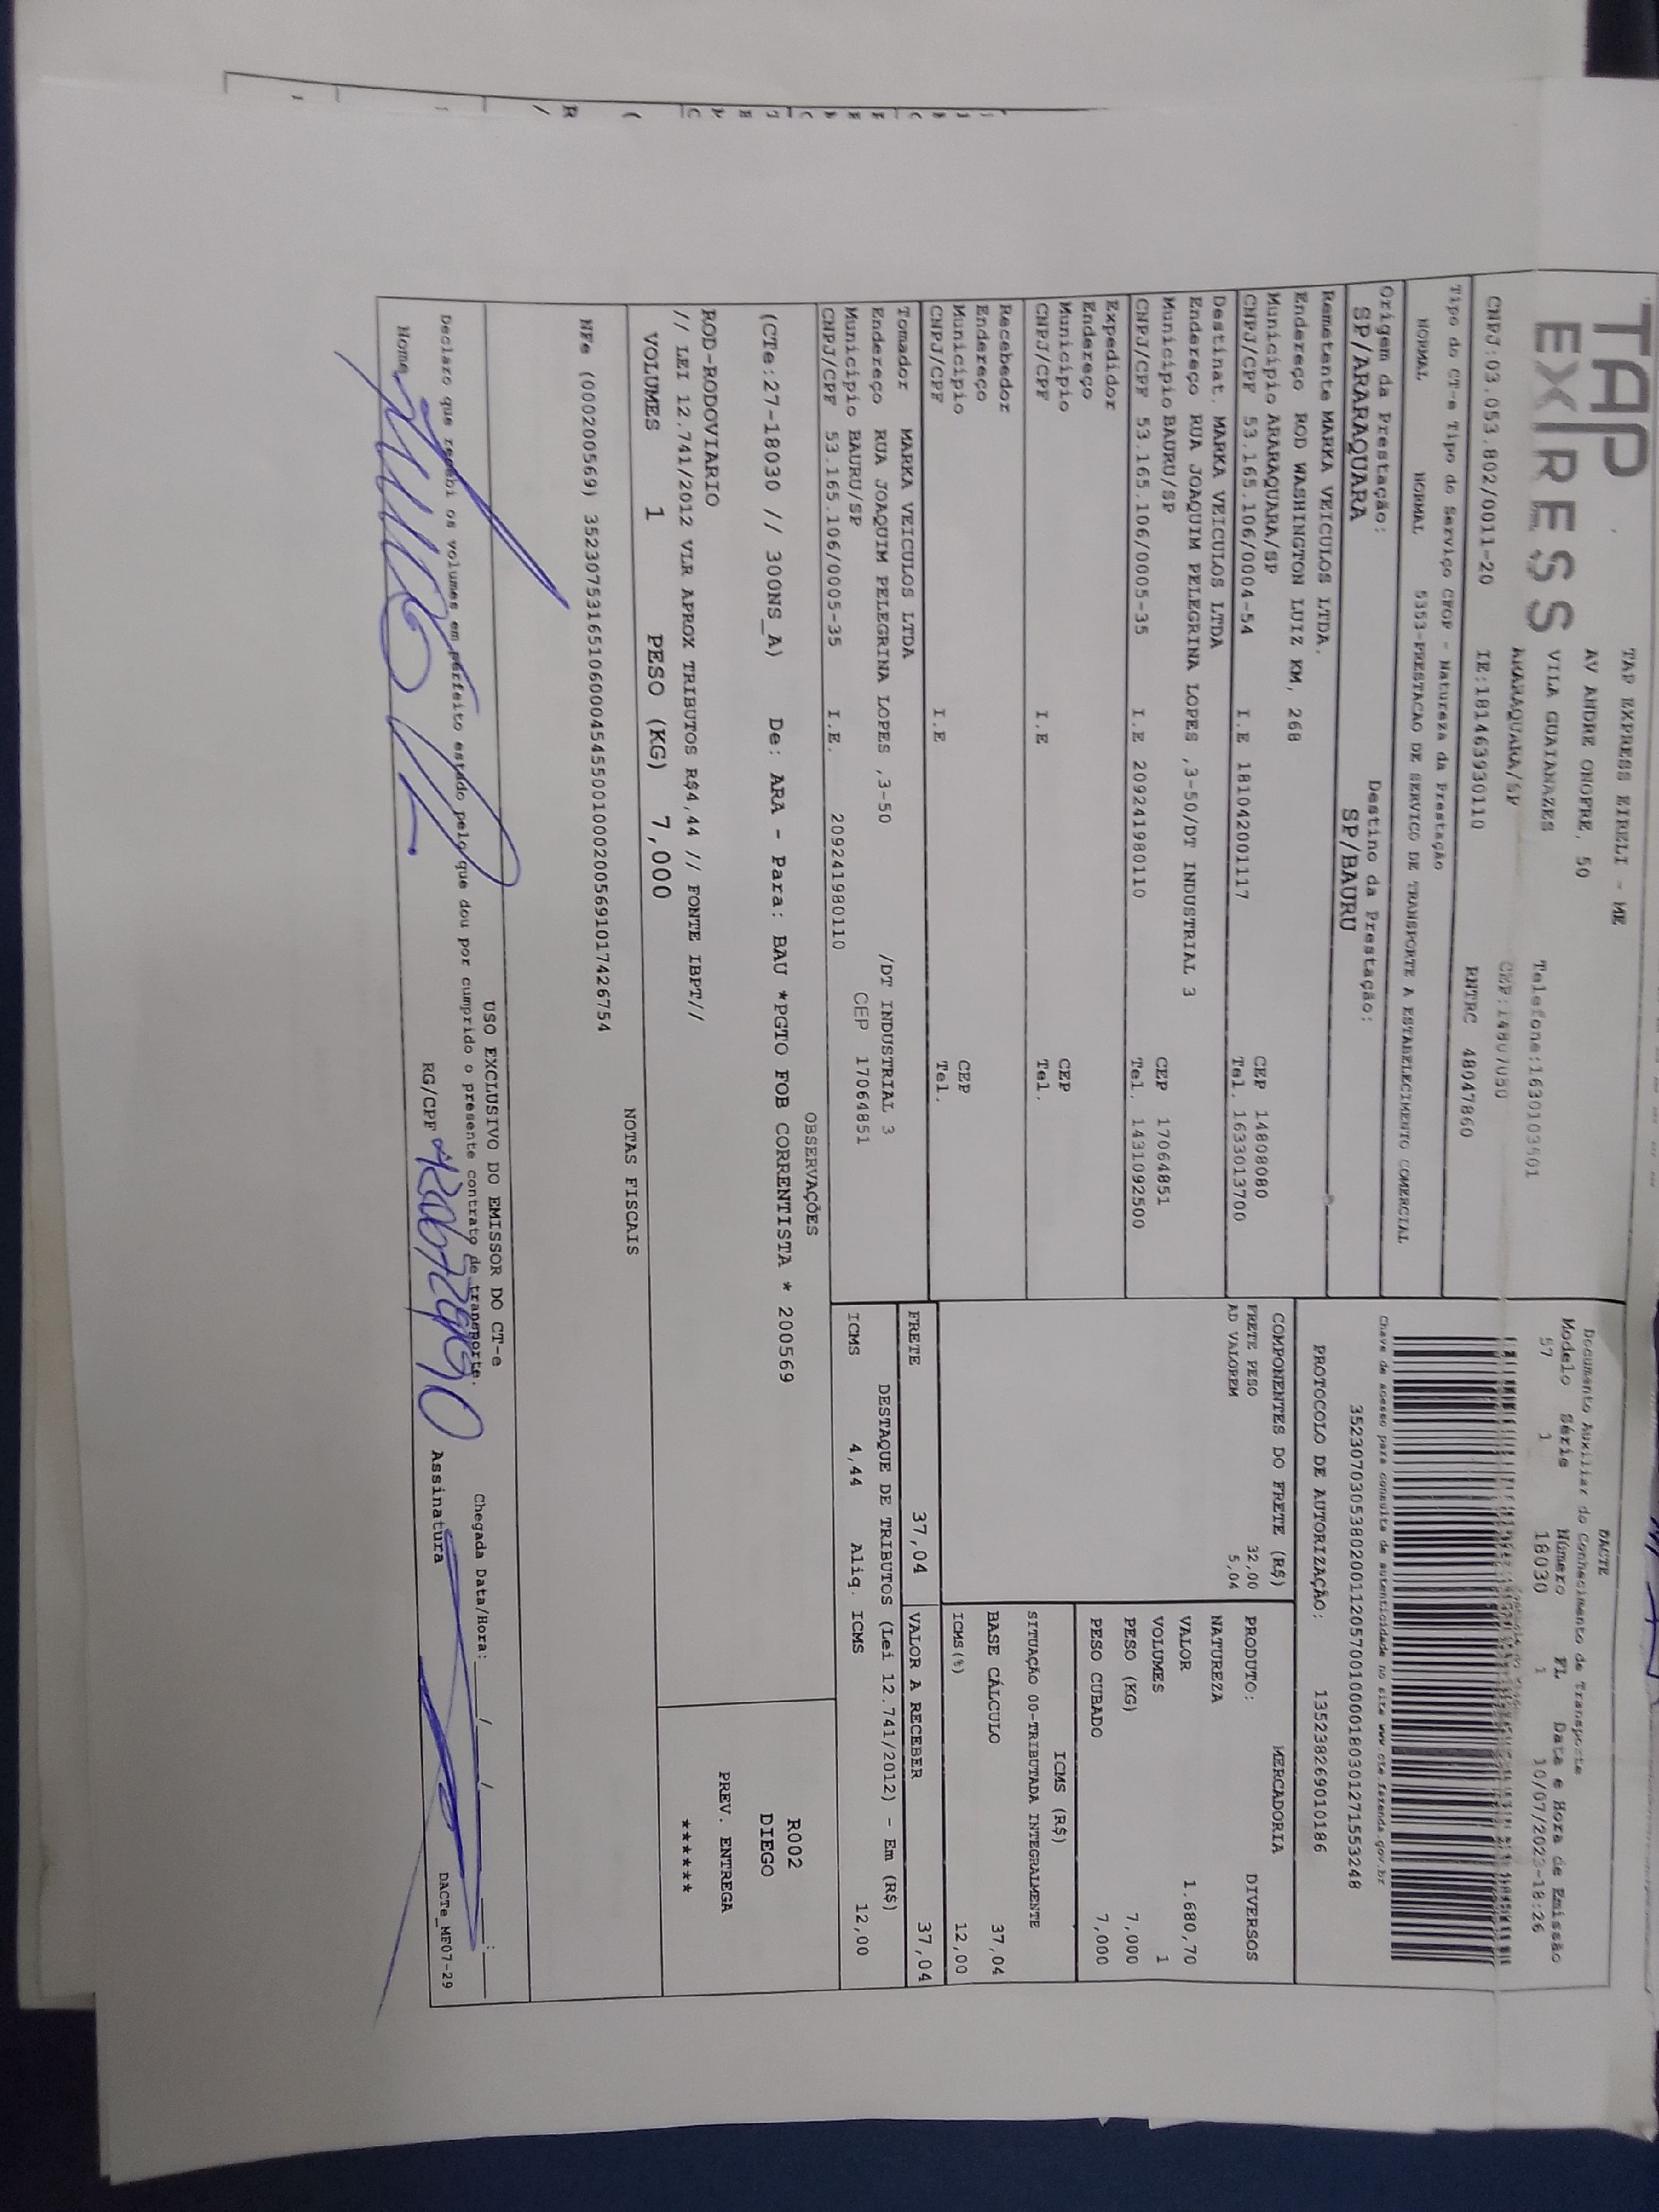 TAP
EXPRESS
TAP EXPRESS EIRELI - ME
AV ANDRE ONOFRE, 50
VILA GUAIANAZES
Telefone:1630103501
ARARAQUARA/SP
CEP:14807050
CNPJ:03.053.802/0011-20 IE:181463930110 RNTRC 48047860
DACTE
Documento Auxiliar do Conhecimento de Transporte
Modelo Série Número FL Data e Hora de Emissão
57 1 18030 1 10/07/2023-18:26
Tipo do CT-e Tipo do Serviço CFOP - Natureza da Prestação
NORMAL NORMAL 5353-PRESTACAO DE SERVICO DE TRANSPORTE A ESTABELECIMENTO COMERCIAL
Chave de acesso para consulta de autenticidade no site www.cte.fazenda.gov.br
35230703053802001120570010000180301271553248
Origem da Prestação: Destino da Prestação:
SP/ARARAQUARA SP/BAURU
PROTOCOLO DE AUTORIZAÇÃO: 135238269010186
Remetente MARKA VEICULOS LTDA.
Endereço ROD WASHINGTON LUIZ KM, 268
Município ARARAQUARA/SP CEP 14808080
CNPJ/CPF 53.165.106/0004-54 I.E 181042001117 Tel. 1633013700
Destinat. MARKA VEICULOS LTDA
Endereço RUA JOAQUIM PELEGRINA LOPES ,3-50/DT INDUSTRIAL 3
Município BAURU/SP CEP 17064851
CNPJ/CPF 53.165.106/0005-35 I.E 209241980110 Tel. 1431092500
Expedidor
Endereço
Município CEP
CNPJ/CPF I.E Tel.
Recebedor
Endereço
Município CEP
CNPJ/CPF I.E Tel.
Tomador MARKA VEICULOS LTDA
Endereço RUA JOAQUIM PELEGRINA LOPES ,3-50 /DT INDUSTRIAL 3
Município BAURU/SP CEP 17064851
CNPJ/CPF 53.165.106/0005-35 I.E. 209241980110
COMPONENTES DO FRETE (R$)
FRETE PESO 32,00
AD VALOREM 5,04
MERCADORIA
PRODUTO: DIVERSOS
NATUREZA
VALOR 1.680,70
VOLUMES 1
PESO (KG) 7,000
PESO CUBADO 7,000
ICMS (R$)
SITUAÇÃO 00-TRIBUTADA INTEGRALMENTE
BASE CÁLCULO 37,04
ICMS(%) 12,00
FRETE 37,04 VALOR A RECEBER 37,04
DESTAQUE DE TRIBUTOS (Lei 12.741/2012) - Em (R$)
ICMS 4,44 Aliq. ICMS 12,00
OBSERVAÇÕES
(CTe:27-18030 // 300NS_A) De: ARA - Para: BAU *PGTO FOB CORRENTISTA * 200569
ROD-RODOVIARIO
// LEI 12.741/2012 VLR APROX TRIBUTOS R$4,44 // FONTE IBPT//
VOLUMES 1 PESO (KG) 7,000
R002
DIEGO
PREV. ENTREGA
******
NOTAS FISCAIS
NFe (000200569) 35230753165106000454550010002005691017426754
USO EXCLUSIVO DO EMISSOR DO CT-e
Declaro que recebi os volumes em perfeito estado pelo que dou por cumprido o presente contrato de transporte.
Chegada Data/Hora:____/____/____ ____:____
Nome RG/CPF Assinatura
DACTe_MF07-29